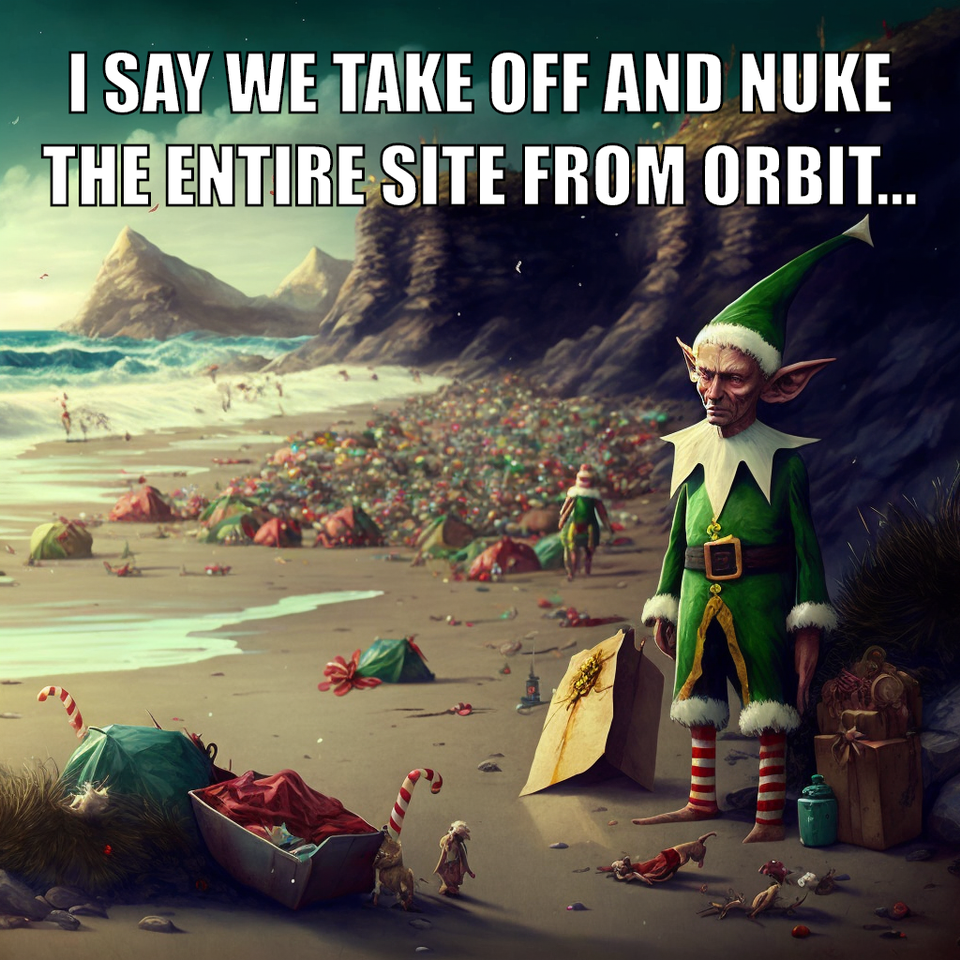 I SAY WE TAKE OFF AND NUKE
THE ENTIRE SITE FROM ORBIT...